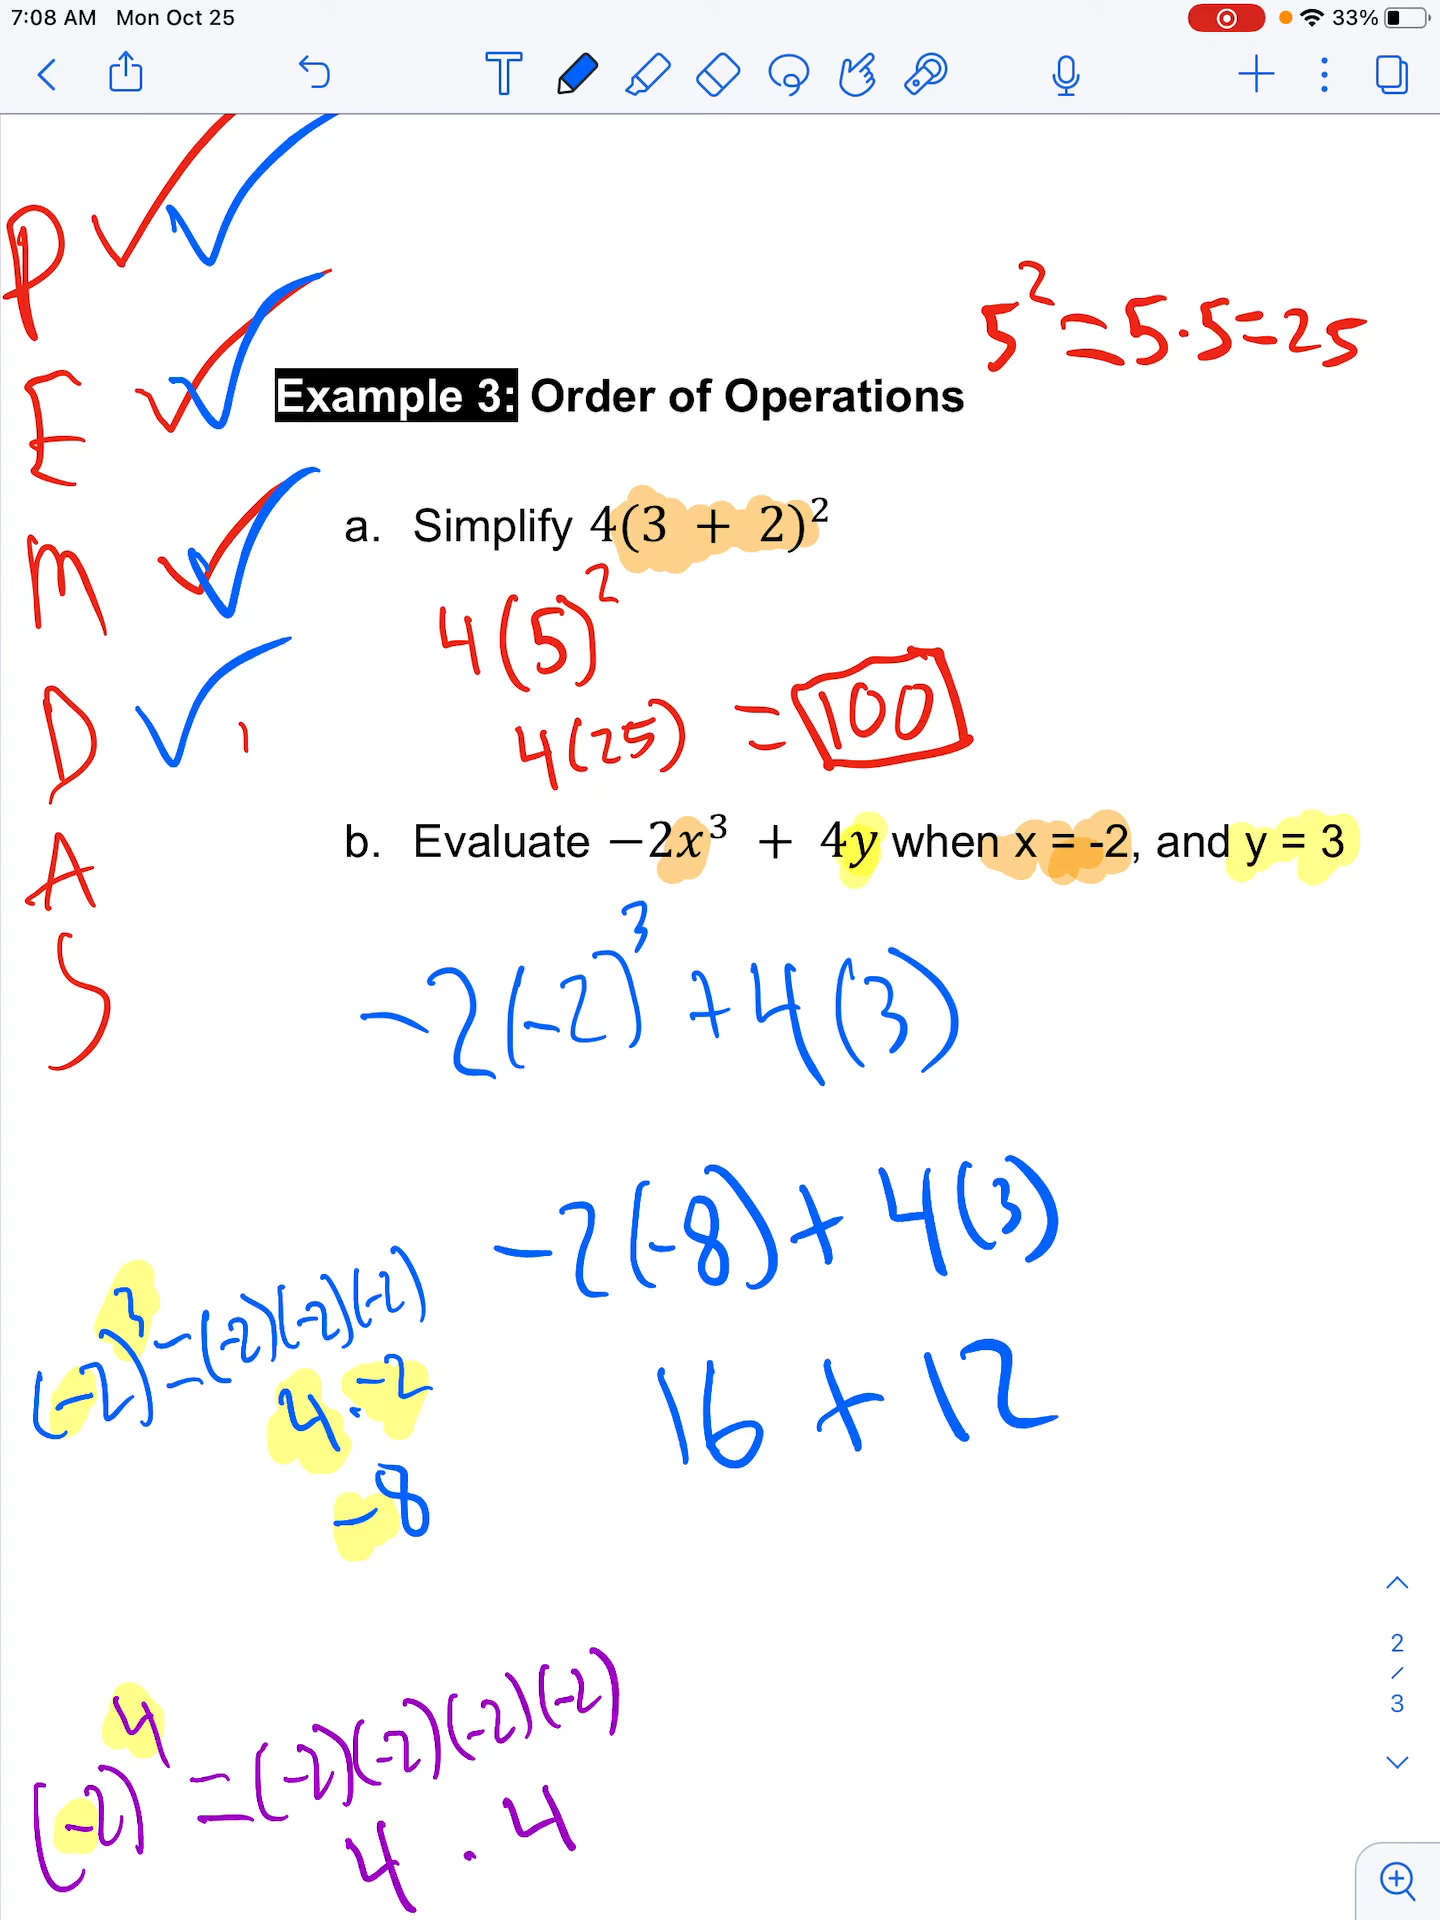 7:08 AM Mon Oct 25
33%
P
E
M
D
A
S
5² = 5·5 = 25
Example 3: Order of Operations
a. Simplify 4(3 + 2)²
4(5)²
4(25) = 100
b. Evaluate −2x³ + 4y when x = -2, and y = 3
-2(-2)³ + 4(3)
-2(-8) + 4(3)
16 + 12
(-2)³ = (-2)(-2)(-2)
4 · -2
-8
(-2)⁴ = (-2)(-2)(-2)(-2)
4 · 4
2
/
3